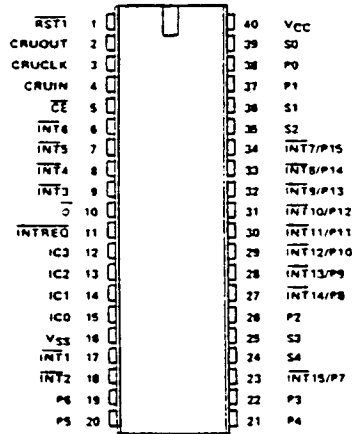 RST1 1 40 VCC
CRUOUT 2 39 S0
CRUCLK 3 38 P0
CRUIN 4 37 P1
CE 5 36 S1
INT6 6 35 S2
INT5 7 34 INT7/P15
INT4 8 33 INT8/P14
INT3 9 32 INT9/P13
Φ 10 31 INT10/P12
INTREQ 11 30 INT11/P11
IC3 12 29 INT12/P10
IC2 13 28 INT13/P9
IC1 14 27 INT14/P8
IC0 15 26 P2
VSS 16 25 S3
INT1 17 24 S4
INT2 18 23 INT15/P7
P6 19 22 P3
P5 20 21 P4